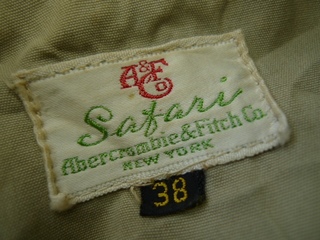 A&F Co
Safari
Abercrombie & Fitch Co.
NEW YORK
38